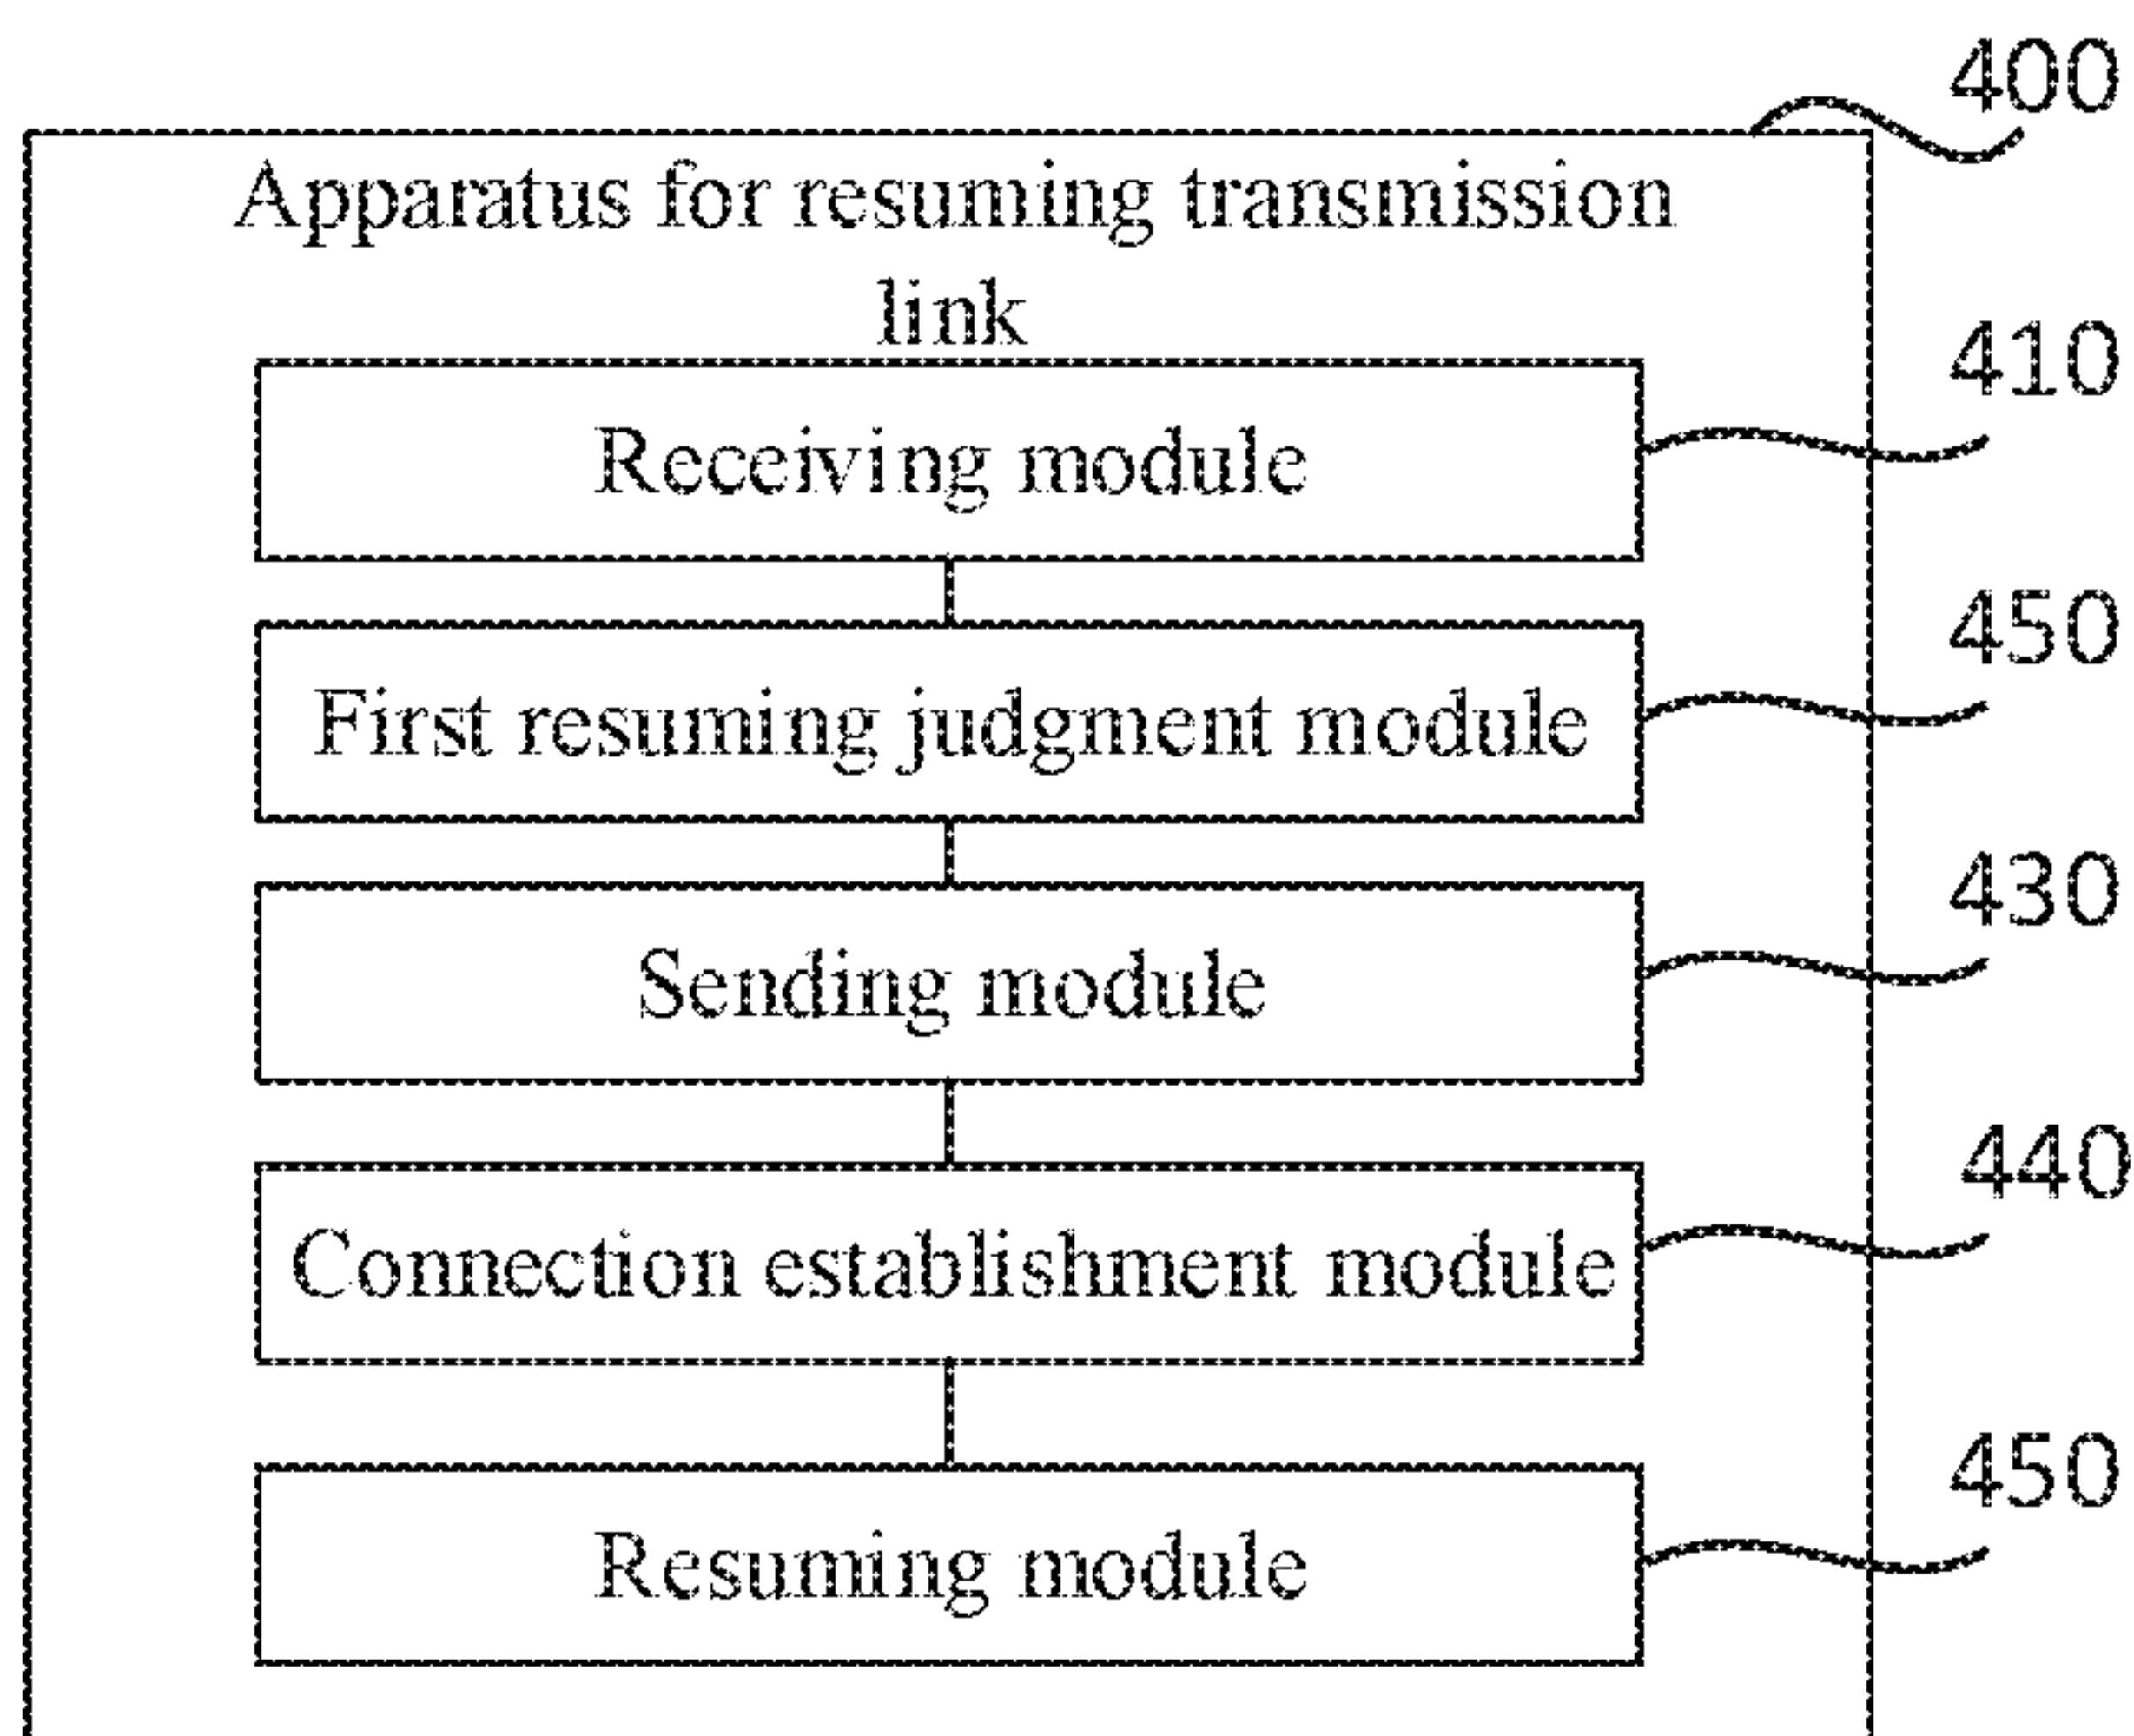 400
Apparatus for resuming transmission
link
410
Receiving module
450
First resuming judgment module
430
Sending module
440
Connection establishment module
450
Resuming module